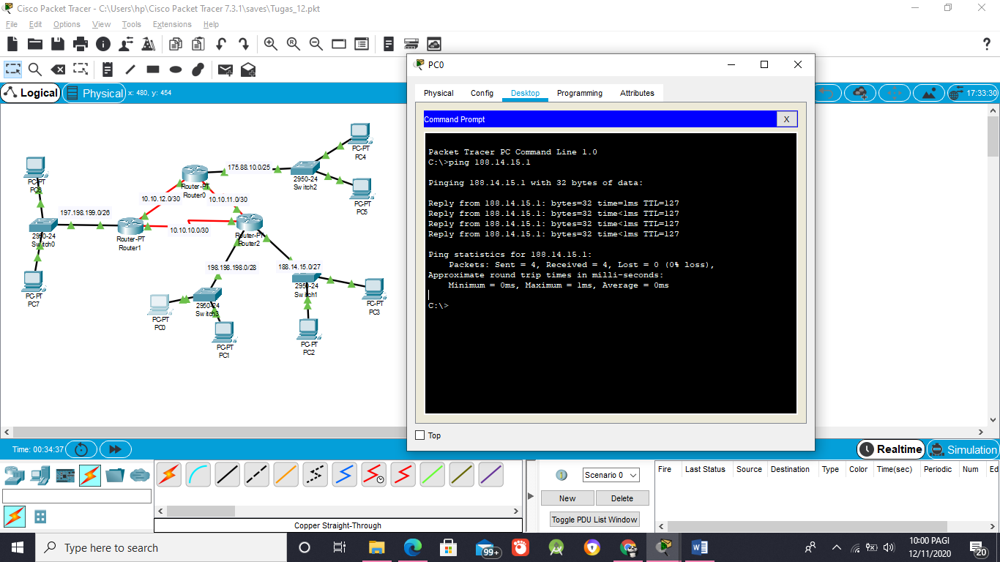 Cisco Packet Tracer - C:\Users\hp\Cisco Packet Tracer 7.3.1\saves\Tugas_12.pkt
File Edit Options View Tools Extensions Help
Logical Physical x: 480, y: 454
17:33:30
PC0
Physical Config Desktop Programming Attributes
Command Prompt X
Packet Tracer PC Command Line 1.0
C:\>ping 188.14.15.1
Pinging 188.14.15.1 with 32 bytes of data:
Reply from 188.14.15.1: bytes=32 time=1ms TTL=127
Reply from 188.14.15.1: bytes=32 time<1ms TTL=127
Reply from 188.14.15.1: bytes=32 time<1ms TTL=127
Reply from 188.14.15.1: bytes=32 time<1ms TTL=127
Ping statistics for 188.14.15.1:
Packets: Sent = 4, Received = 4, Lost = 0 (0% loss),
Approximate round trip times in milli-seconds:
Minimum = 0ms, Maximum = 1ms, Average = 0ms
C:\>
Top
PC-PT
PC4
PC-PT
PC6
175.88.10.0/25
2950-24
Switch2
Router-PT
Router0
PC-PT
PC5
10.10.12.0/30
10.10.11.0/30
197.198.199.0/26
2950-24
Switch0
Router-PT
Router1
10.10.10.0/30
Router-PT
Router2
198.198.198.0/28
188.14.15.0/27
2950-24
Switch1
PC-PT
PC7
2950-24
Switch3
PC-PT
PC3
PC-PT
PC0
PC-PT
PC1
PC-PT
PC2
Time: 00:34:37
Realtime Simulation
Scenario 0
New Delete
Toggle PDU List Window
Fire Last Status Source Destination Type Color Time(sec) Periodic Num Ed
Copper Straight-Through
Type here to search
99+
10:00 PAGI
12/11/2020
20